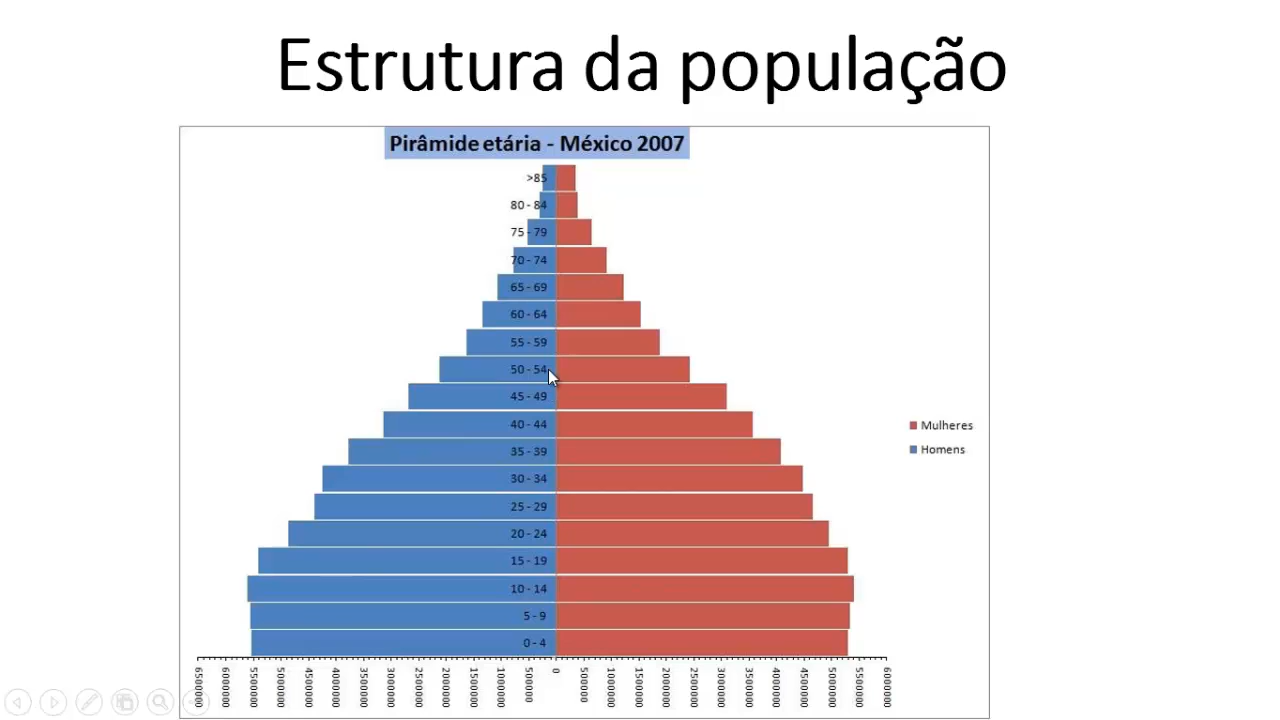 Estrutura da população
Pirâmide etária - México 2007
>85
80 - 84
75 - 79
70 - 74
65 - 69
60 - 64
55 - 59
50 - 54
45 - 49
40 - 44
35 - 39
30 - 34
25 - 29
20 - 24
15 - 19
10 - 14
5 - 9
0 - 4
Mulheres
Homens
6500000 6000000 5500000 5000000 4500000 4000000 3500000 3000000 2500000 2000000 1500000 1000000 500000 0 500000 1000000 1500000 2000000 2500000 3000000 3500000 4000000 4500000 5000000 5500000 6000000